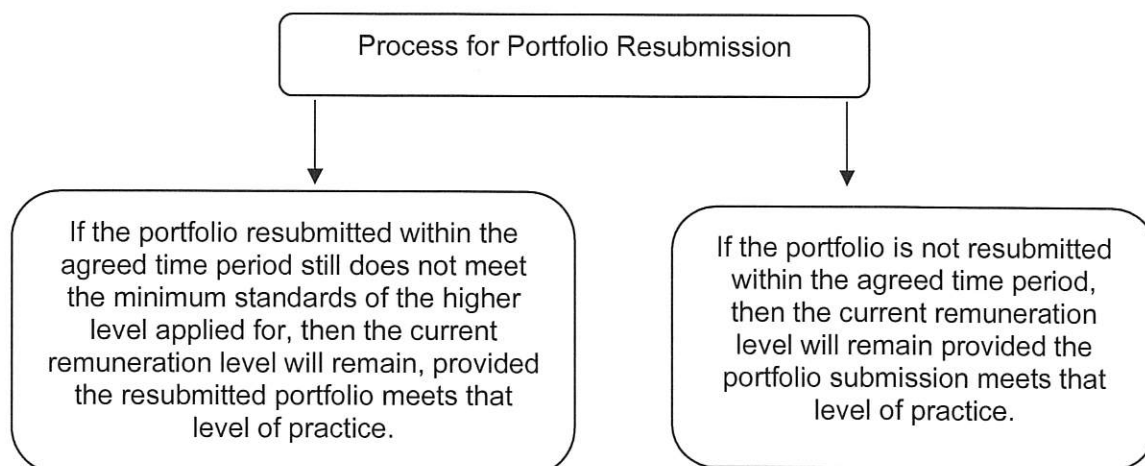 Process for Portfolio Resubmission
If the portfolio resubmitted within the
agreed time period still does not meet
the minimum standards of the higher
level applied for, then the current
remuneration level will remain, provided
the resubmitted portfolio meets that
level of practice.
If the portfolio is not resubmitted
within the agreed time period,
then the current remuneration
level will remain provided the
portfolio submission meets that
level of practice.